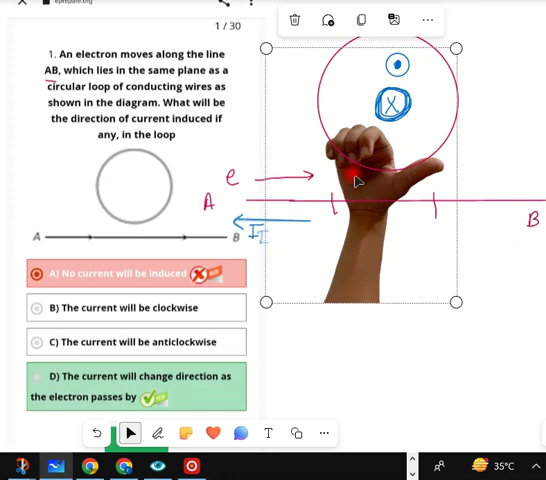 1 / 30
1. An electron moves along the line
AB, which lies in the same plane as a
circular loop of conducting wires as
shown in the diagram. What will be
the direction of current induced if
any, in the loop
A
B
A) No current will be induced
B) The current will be clockwise
C) The current will be anticlockwise
D) The current will change direction as
the electron passes by
X
e
A
B
I
T
35°C